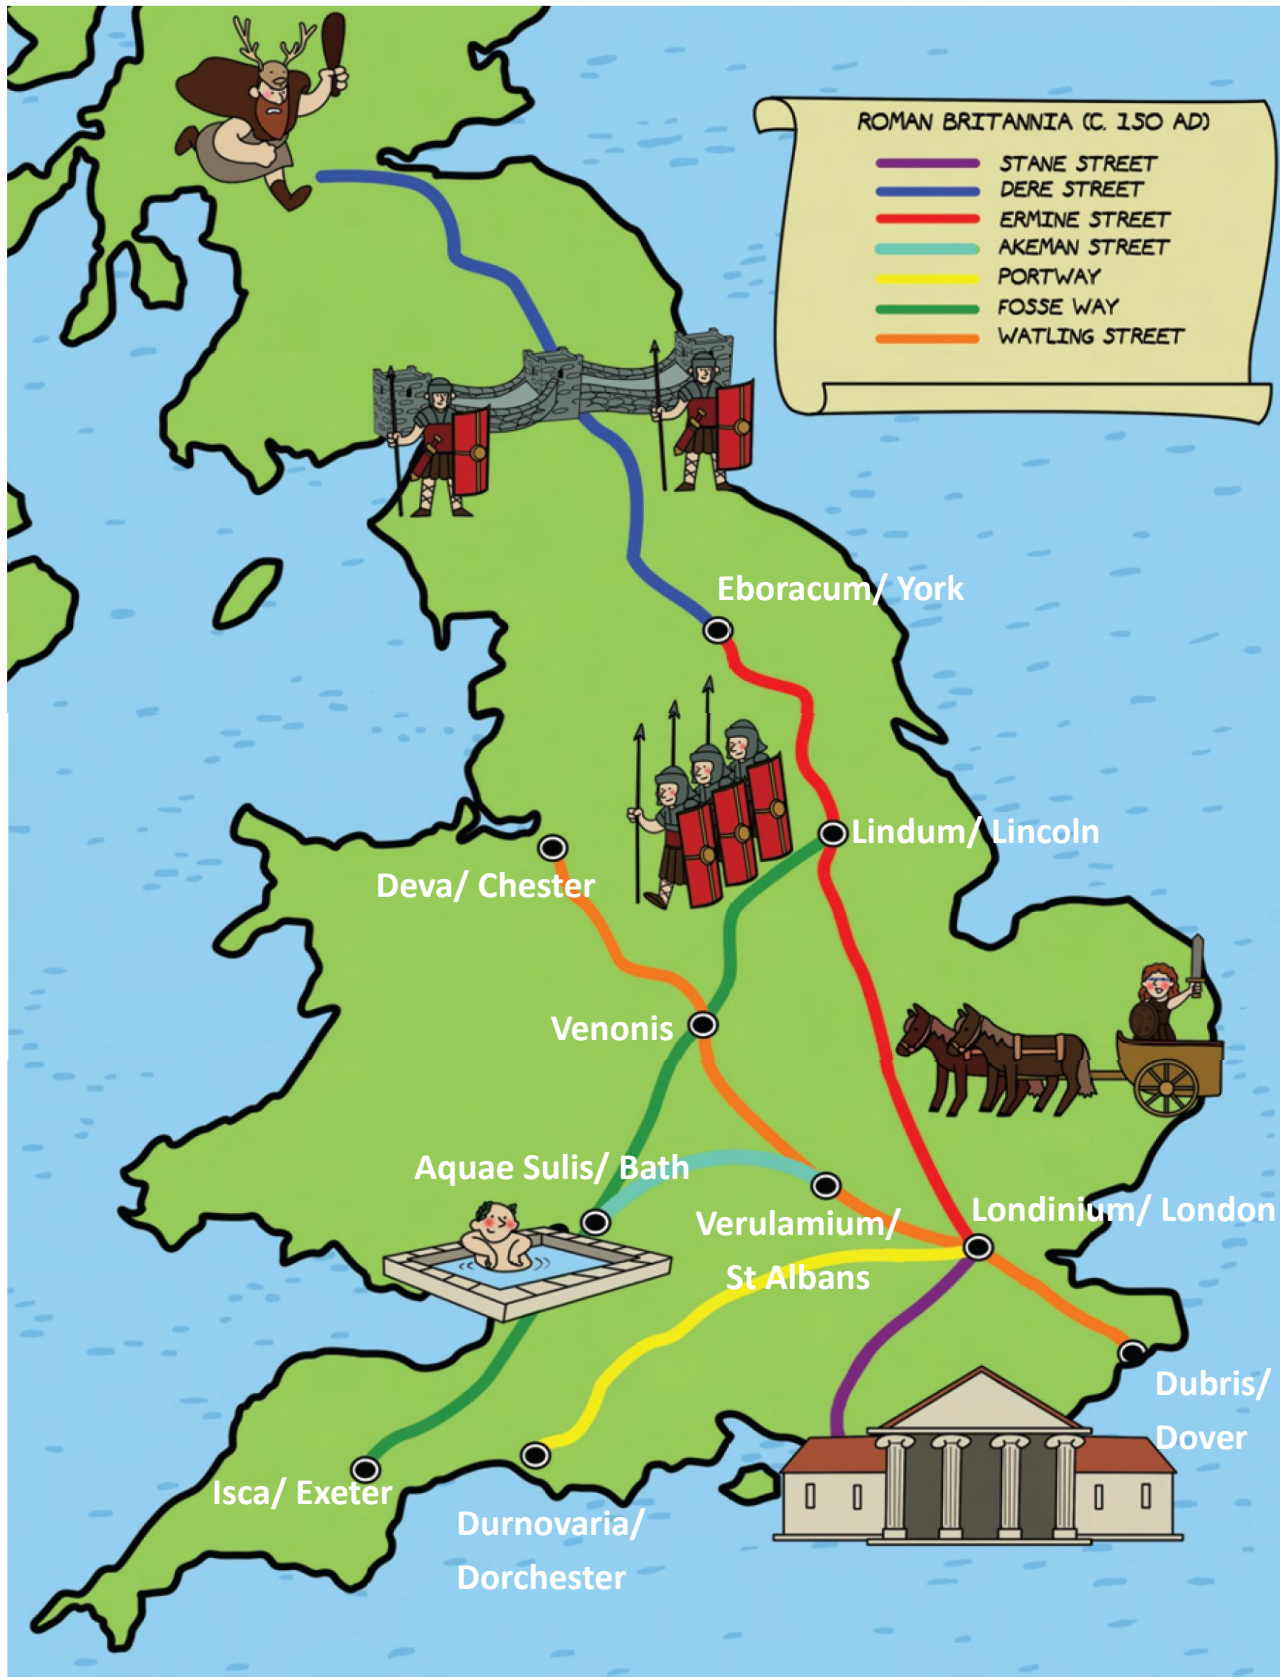 ROMAN BRITANNIA (C. 150 AD)
STANE STREET
DERE STREET
ERMINE STREET
AKEMAN STREET
PORTWAY
FOSSE WAY
WATLING STREET
Eboracum/ York
Lindum/ Lincoln
Deva/ Chester
Venonis
Aquae Sulis/ Bath
Verulamium/
St Albans
Londinium/ London
Dubris/
Dover
Isca/ Exeter
Durnovaria/
Dorchester